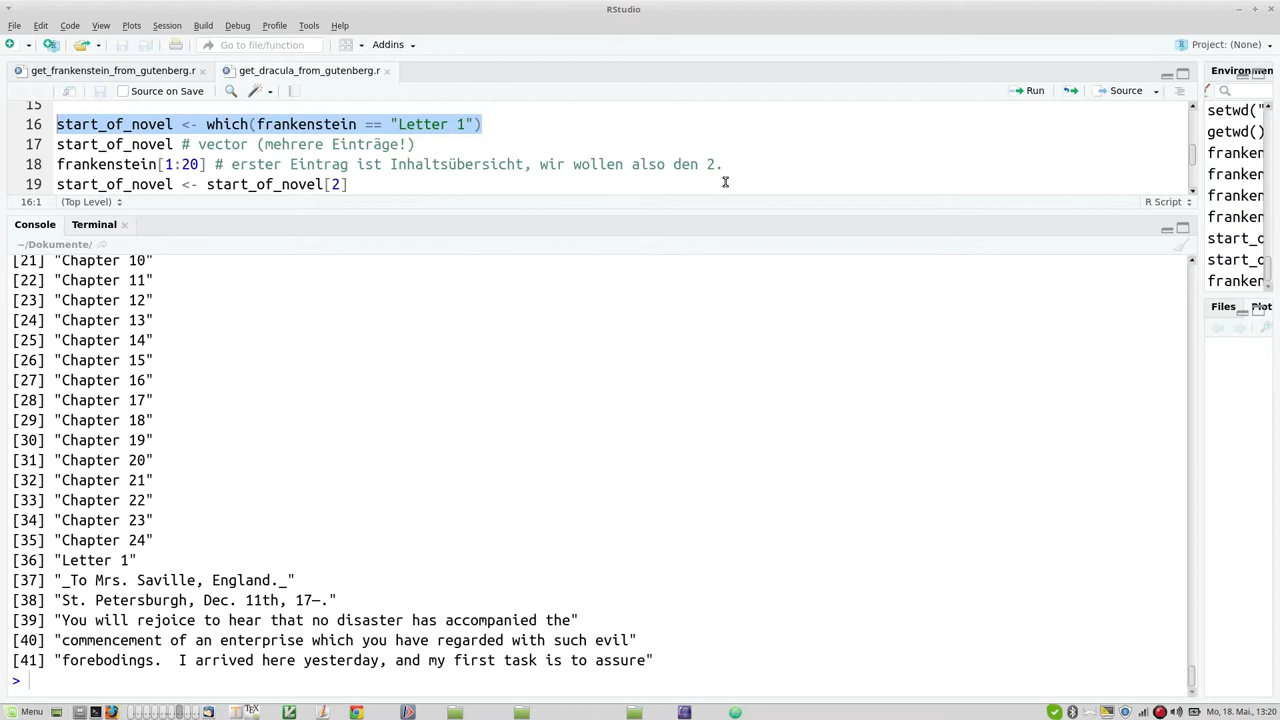 RStudio
File Edit Code View Plots Session Build Debug Profile Tools Help
Go to file/function Addins Project: (None)
get_frankenstein_from_gutenberg.r get_dracula_from_gutenberg.r Environmen
Source on Save Run Source
15
16 start_of_novel <- which(frankenstein == "Letter 1")
17 start_of_novel # vector (mehrere Einträge!)
18 frankenstein[1:20] # erster Eintrag ist Inhaltsübersicht, wir wollen also den 2.
19 start_of_novel <- start_of_novel[2]
16:1 (Top Level) R Script
setwd("
getwd()
franken
franken
franken
franken
start_o
start_o
franken
Console Terminal
~/Dokumente/
Files Plot
[21] "Chapter 10"
[22] "Chapter 11"
[23] "Chapter 12"
[24] "Chapter 13"
[25] "Chapter 14"
[26] "Chapter 15"
[27] "Chapter 16"
[28] "Chapter 17"
[29] "Chapter 18"
[30] "Chapter 19"
[31] "Chapter 20"
[32] "Chapter 21"
[33] "Chapter 22"
[34] "Chapter 23"
[35] "Chapter 24"
[36] "Letter 1"
[37] "_To Mrs. Saville, England._"
[38] "St. Petersburgh, Dec. 11th, 17—."
[39] "You will rejoice to hear that no disaster has accompanied the"
[40] "commencement of an enterprise which you have regarded with such evil"
[41] "forebodings.  I arrived here yesterday, and my first task is to assure"
>
Menu Mo, 18. Mai., 13:20